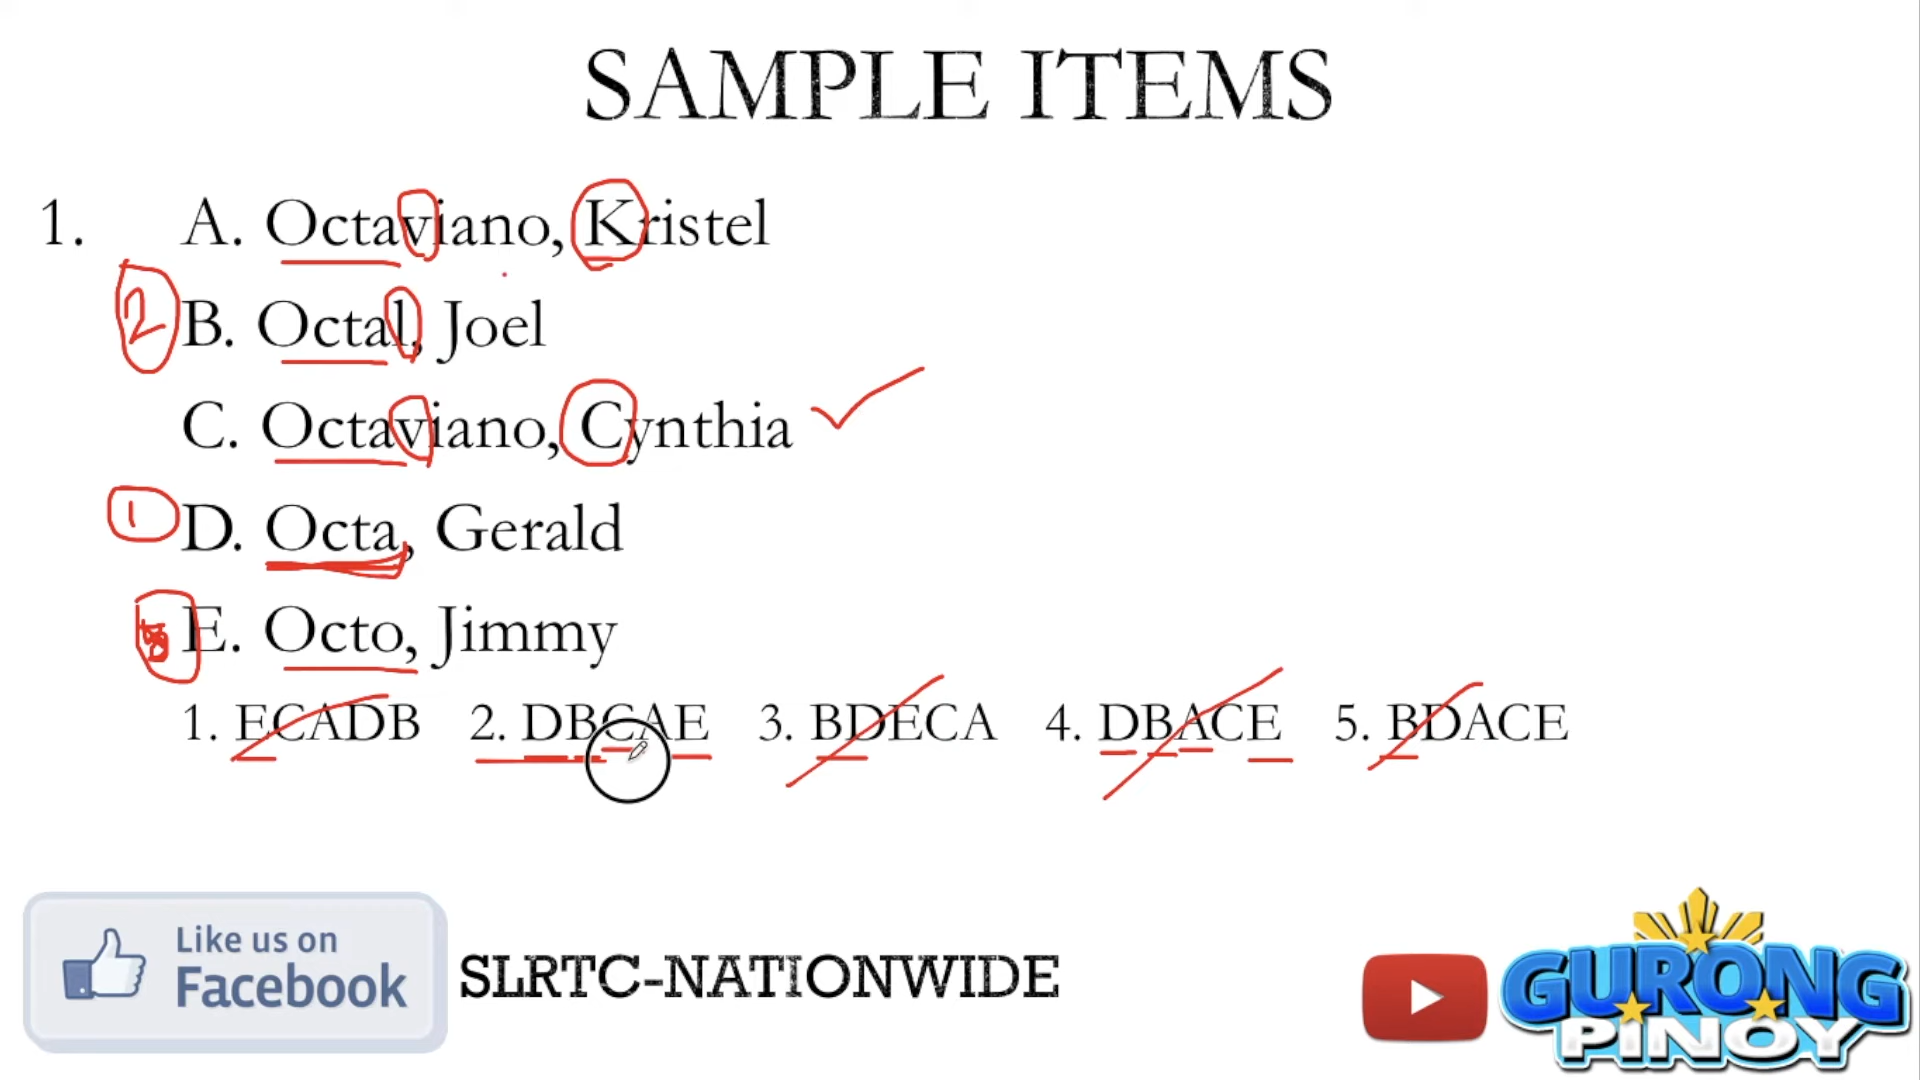 SAMPLE ITEMS
1. A. Octaviano, Kristel
2 B. Octal, Joel
C. Octaviano, Cynthia
1 D. Octa, Gerald
E. Octo, Jimmy
1. ECADB 2. DBCAE 3. BDECA 4. DBACE 5. BDACE
Like us on
Facebook
SLRTC-NATIONWIDE
GURONG
PINOY